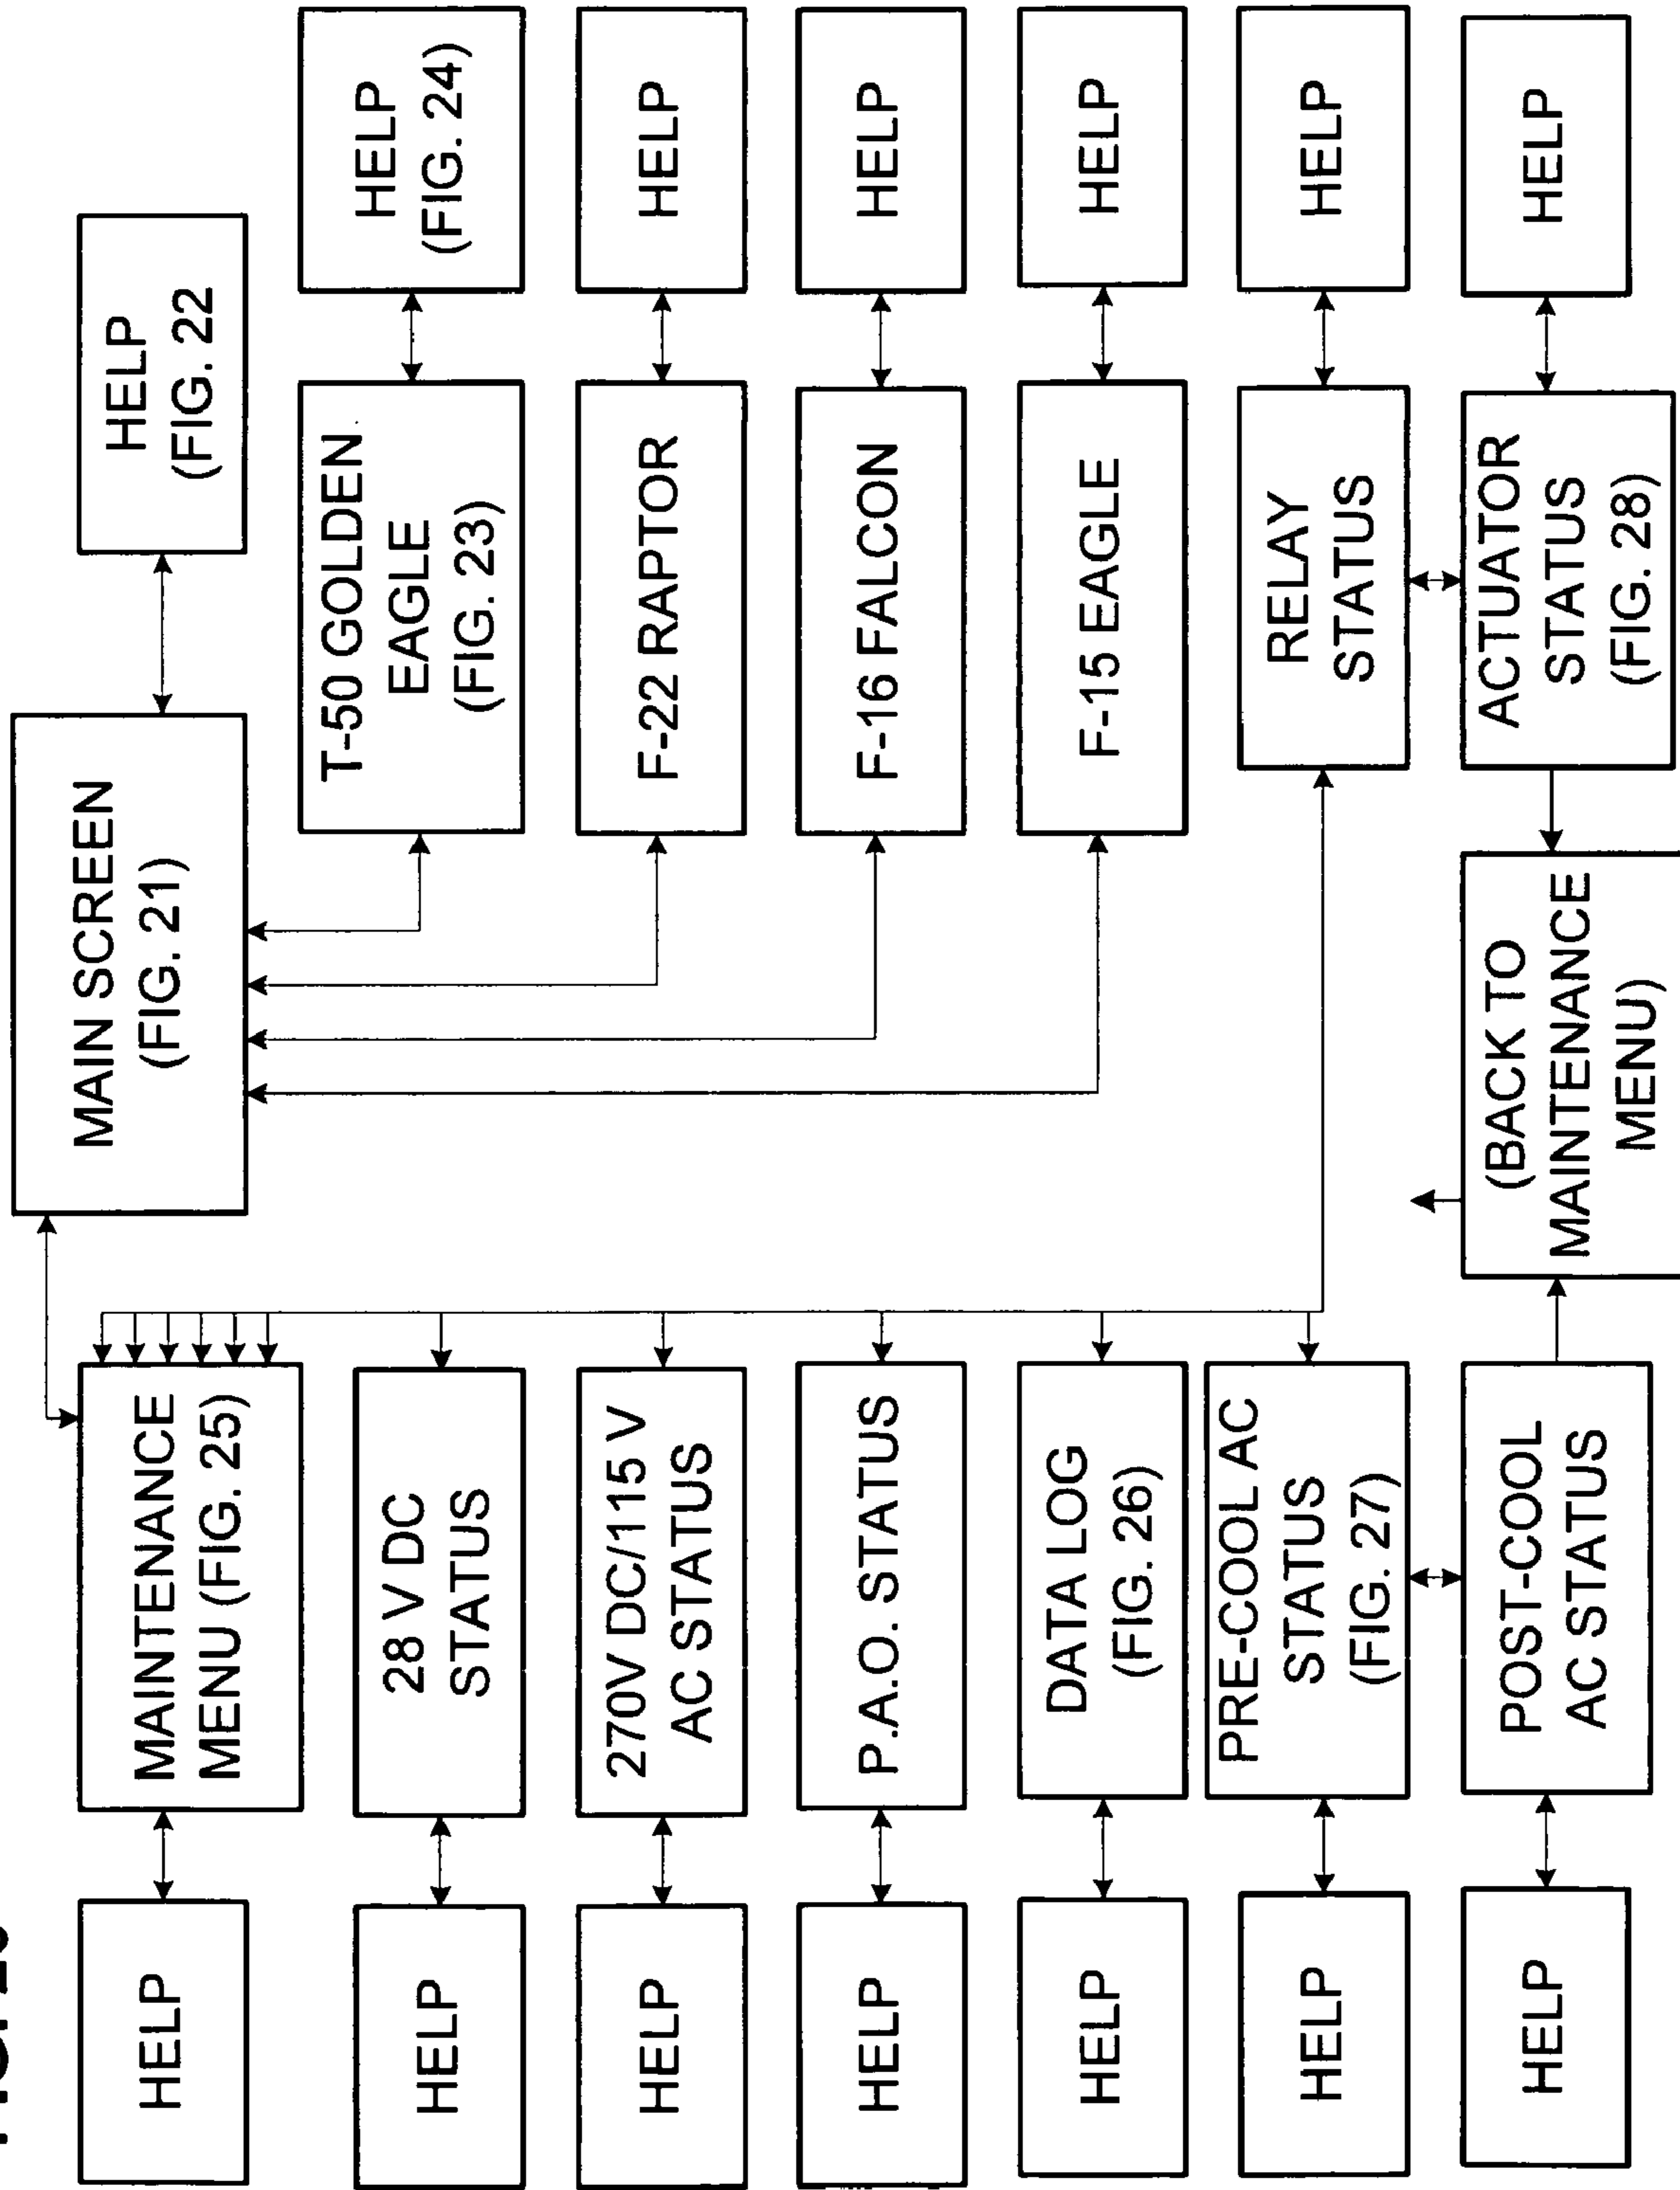 HELP
MAINTENANCE
MENU (FIG. 25)
MAIN SCREEN
(FIG. 21)
HELP
(FIG. 22
HELP
28 V DC
STATUS
T-50 GOLDEN
EAGLE
(FIG. 23)
HELP
(FIG. 24)
HELP
270V DC/115 V
AC STATUS
F-22 RAPTOR
HELP
HELP
P.A.O. STATUS
F-16 FALCON
HELP
HELP
DATA LOG
(FIG. 26)
F-15 EAGLE
HELP
HELP
PRE-COOL AC
STATUS
(FIG. 27)
RELAY
STATUS
HELP
HELP
POST-COOL
AC STATUS
(BACK TO
MAINTENANCE
MENU)
ACTUATOR
STATUS
(FIG. 28)
HELP